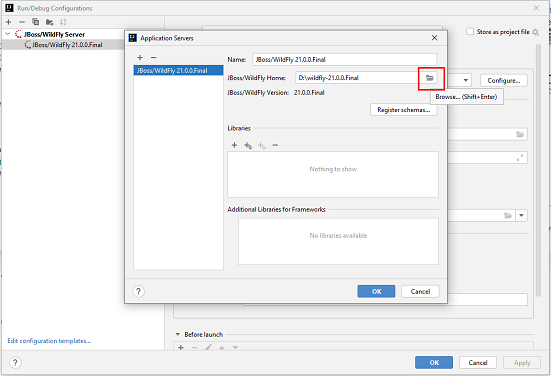 Run/Debug Configurations
JBoss/WildFly Server
JBoss/WildFly 21.0.0.Final
Store as project file
Configure...
Application Servers
JBoss/WildFly 21.0.0.Final
Name:
JBoss/WildFly 21.0.0.Final
JBoss/WildFly Home:
D:\wildfly-21.0.0.Final
Browse... (Shift+Enter)
JBoss/WildFly Version:
21.0.0.Final
Register schemas...
Libraries
Nothing to show
Additional Libraries for Frameworks
No libraries available
OK
Cancel
Before launch
Edit configuration templates...
OK
Cancel
Apply